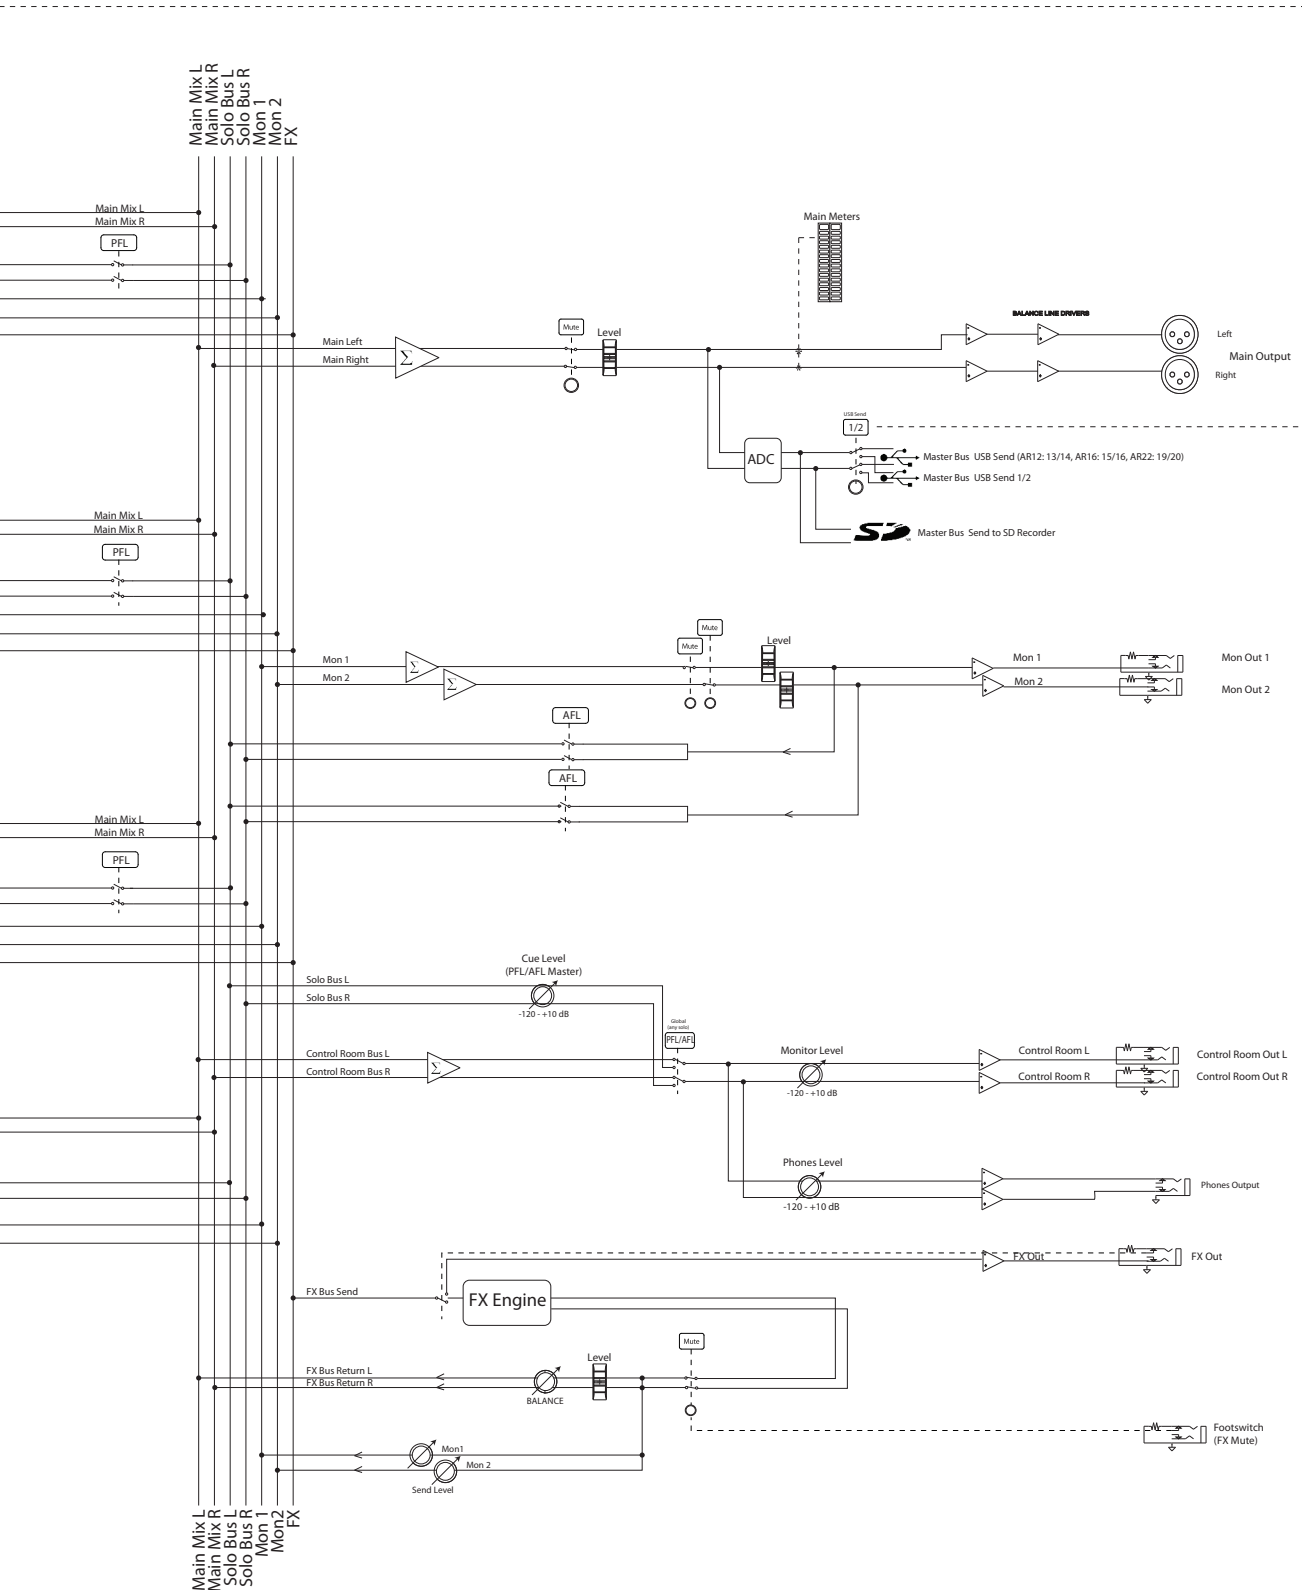 Main Mix L
Main Mix R
Solo Bus L
Solo Bus R
Mon 1
Mon 2
FX
Main Mix L
Main Mix R
PFL
Main Meters
BALANCE LINE DRIVERS
Mute
Level
Main Left
Main Right
Σ
Left
Main Output
Right
USB Send
1/2
ADC
Master Bus USB Send (AR12: 13/14, AR16: 15/16, AR22: 19/20)
Master Bus USB Send 1/2
SD
Master Bus Send to SD Recorder
Main Mix L
Main Mix R
PFL
Mute
Mute
Level
Mon 1
Mon 2
Σ
Σ
Mon 1
Mon 2
Mon Out 1
Mon Out 2
AFL
AFL
Main Mix L
Main Mix R
PFL
Cue Level
(PFL/AFL Master)
Solo Bus L
Solo Bus R
-120 - +10 dB
Global
(any solo)
PFL/AFL
Control Room Bus L
Control Room Bus R
Σ
Monitor Level
-120 - +10 dB
Control Room L
Control Room R
Control Room Out L
Control Room Out R
Phones Level
-120 - +10 dB
Phones Output
FX Out
FX Out
FX Bus Send
FX Engine
Mute
Level
FX Bus Return L
FX Bus Return R
BALANCE
Footswitch
(FX Mute)
Mon1
Mon 2
Send Level
Main Mix L
Main Mix R
Solo Bus L
Solo Bus R
Mon 1
Mon2
FX